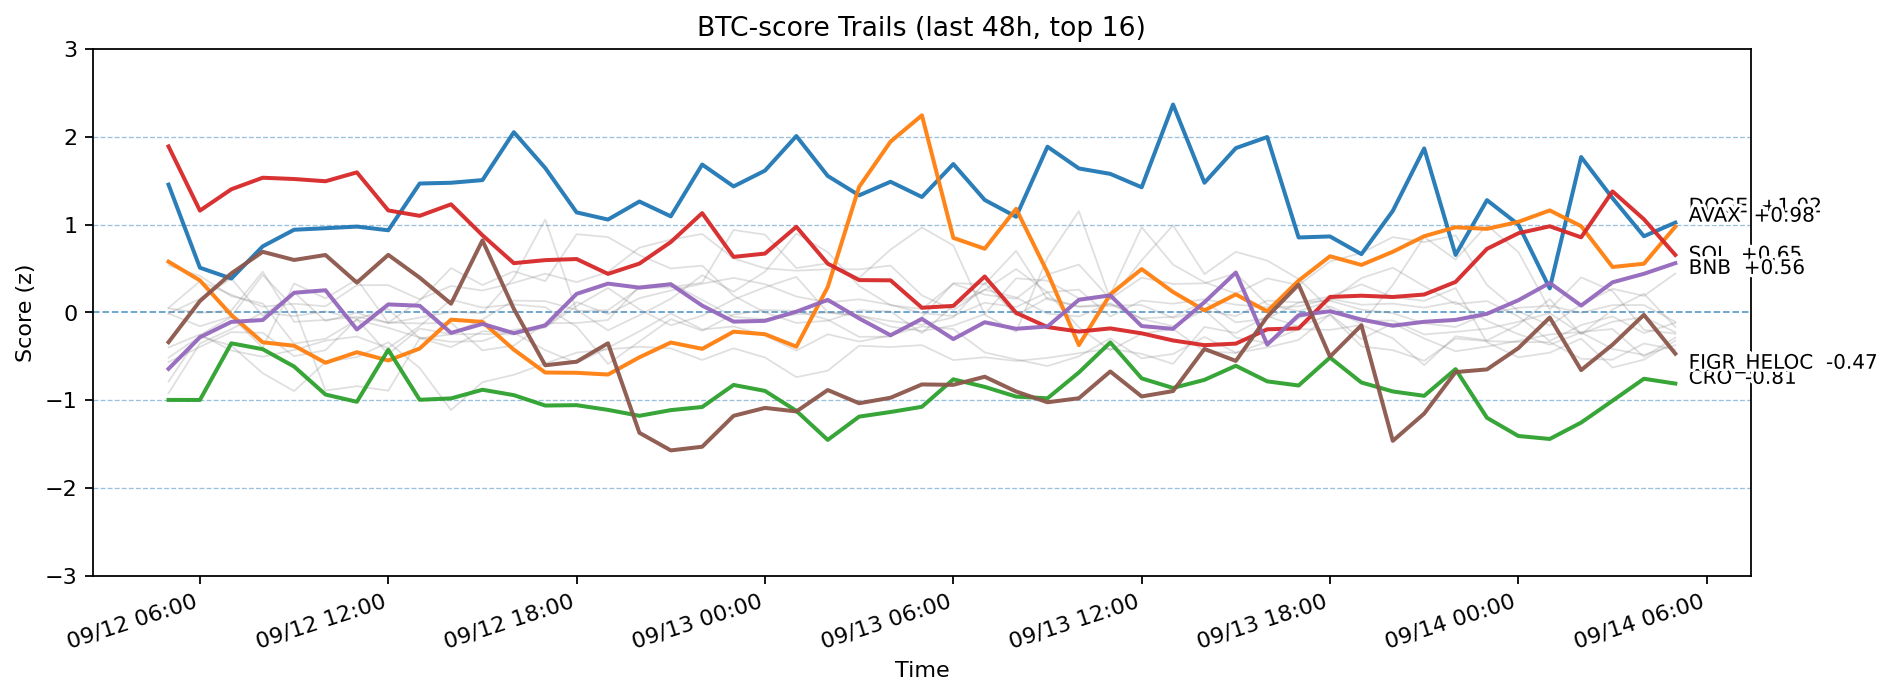 BTC-score Trails (last 48h, top 16)
Score (z)
3
2
1
0
−1
−2
−3
DOGE +1.02
AVAX +0.98
SOL +0.65
BNB +0.56
FIGR_HELOC -0.47
CRO -0.81
09/12 06:00
09/12 12:00
09/12 18:00
09/13 00:00
09/13 06:00
09/13 12:00
09/13 18:00
09/14 00:00
09/14 06:00
Time